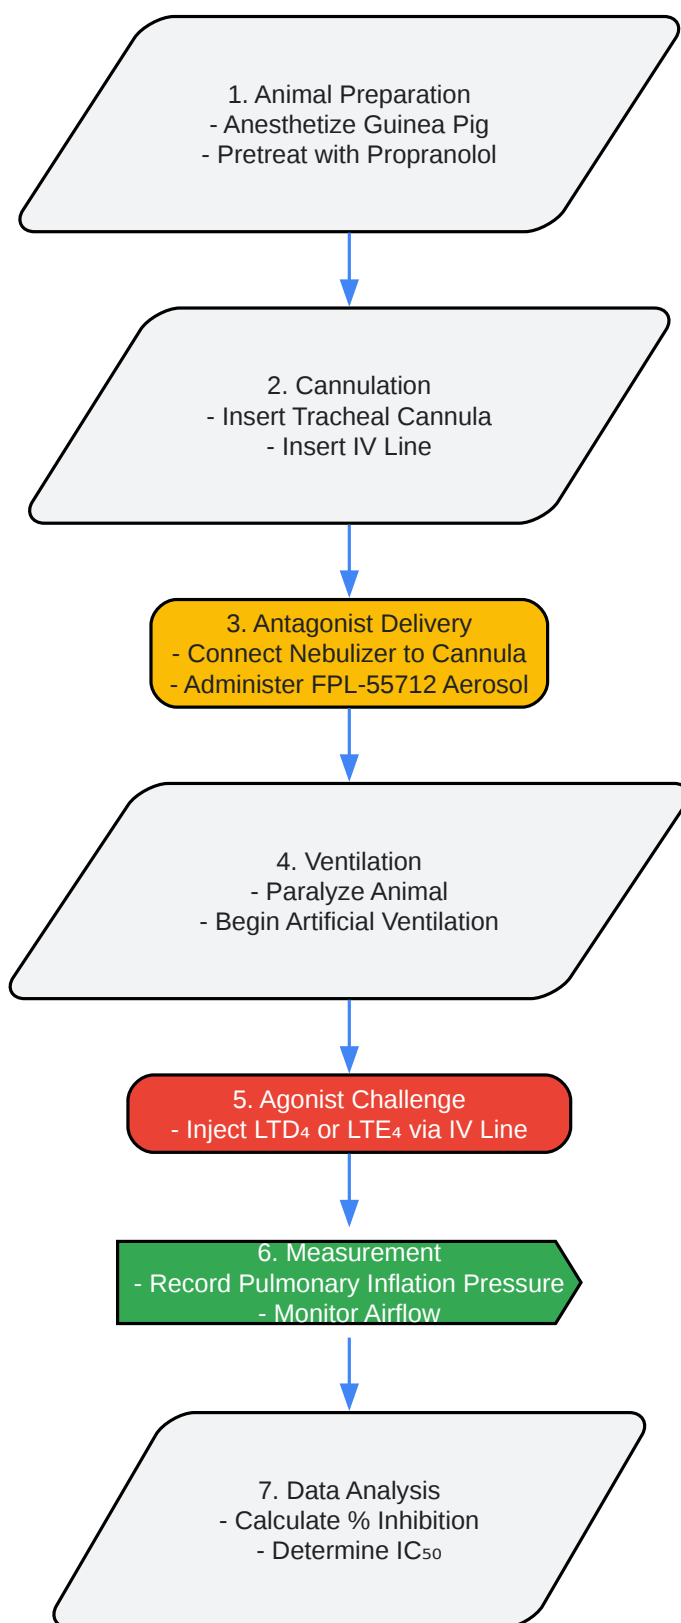 1. Animal Preparation
- Anesthetize Guinea Pig
- Pretreat with Propranolol
2. Cannulation
- Insert Tracheal Cannula
- Insert IV Line
3. Antagonist Delivery
- Connect Nebulizer to Cannula
- Administer FPL-55712 Aerosol
4. Ventilation
- Paralyze Animal
- Begin Artificial Ventilation
5. Agonist Challenge
- Inject LTD₄ or LTE₄ via IV Line
6. Measurement
- Record Pulmonary Inflation Pressure
- Monitor Airflow
7. Data Analysis
- Calculate % Inhibition
- Determine IC₅₀